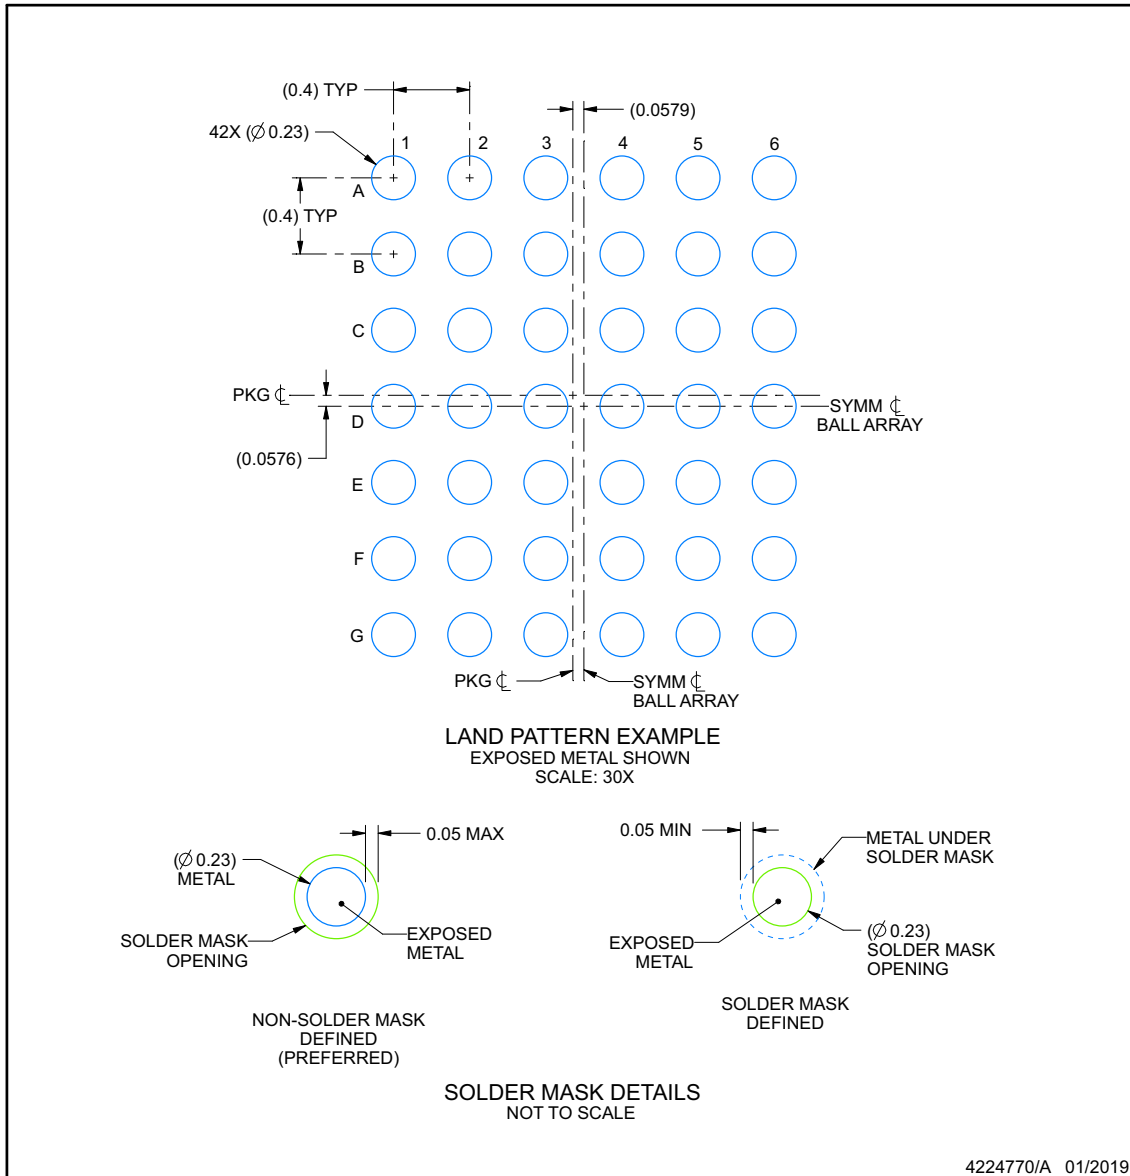 (0.4) TYP
(0.0579)
42X (∅ 0.23)
1 2 3 4 5 6
A
(0.4) TYP
B
C
PKG ℄
SYMM ℄
BALL ARRAY
D
(0.0576)
E
F
G
PKG ℄
SYMM ℄
BALL ARRAY
LAND PATTERN EXAMPLE
EXPOSED METAL SHOWN
SCALE: 30X
0.05 MAX
(∅ 0.23)
METAL
SOLDER MASK
OPENING
EXPOSED
METAL
NON-SOLDER MASK
DEFINED
(PREFERRED)
0.05 MIN
METAL UNDER
SOLDER MASK
EXPOSED
METAL
(∅ 0.23)
SOLDER MASK
OPENING
SOLDER MASK
DEFINED
SOLDER MASK DETAILS
NOT TO SCALE
4224770/A 01/2019